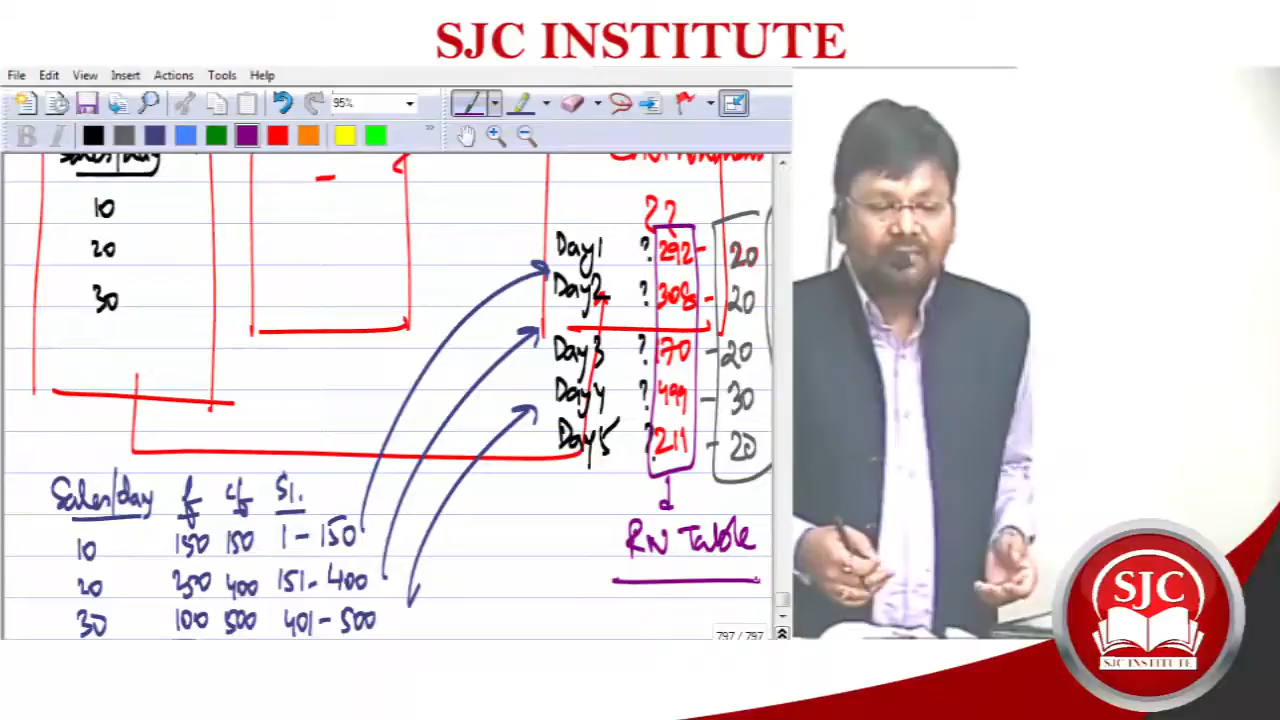 SJC INSTITUTE
File Edit View Insert Actions Tools Help
95%
B I
Sales/day
10
20
30
??
Day1 ? 292 - 20
Day2 ? 308 - 20
Day3 ? 170 - 20
Day4 ? 499 - 30
Day5 ? 211 - 20
RN Table
Sales/day f cf S1.
10 150 150 1 - 150
20 250 400 151 - 400
30 100 500 401 - 500
797 / 797
SJC
SJC INSTITUTE